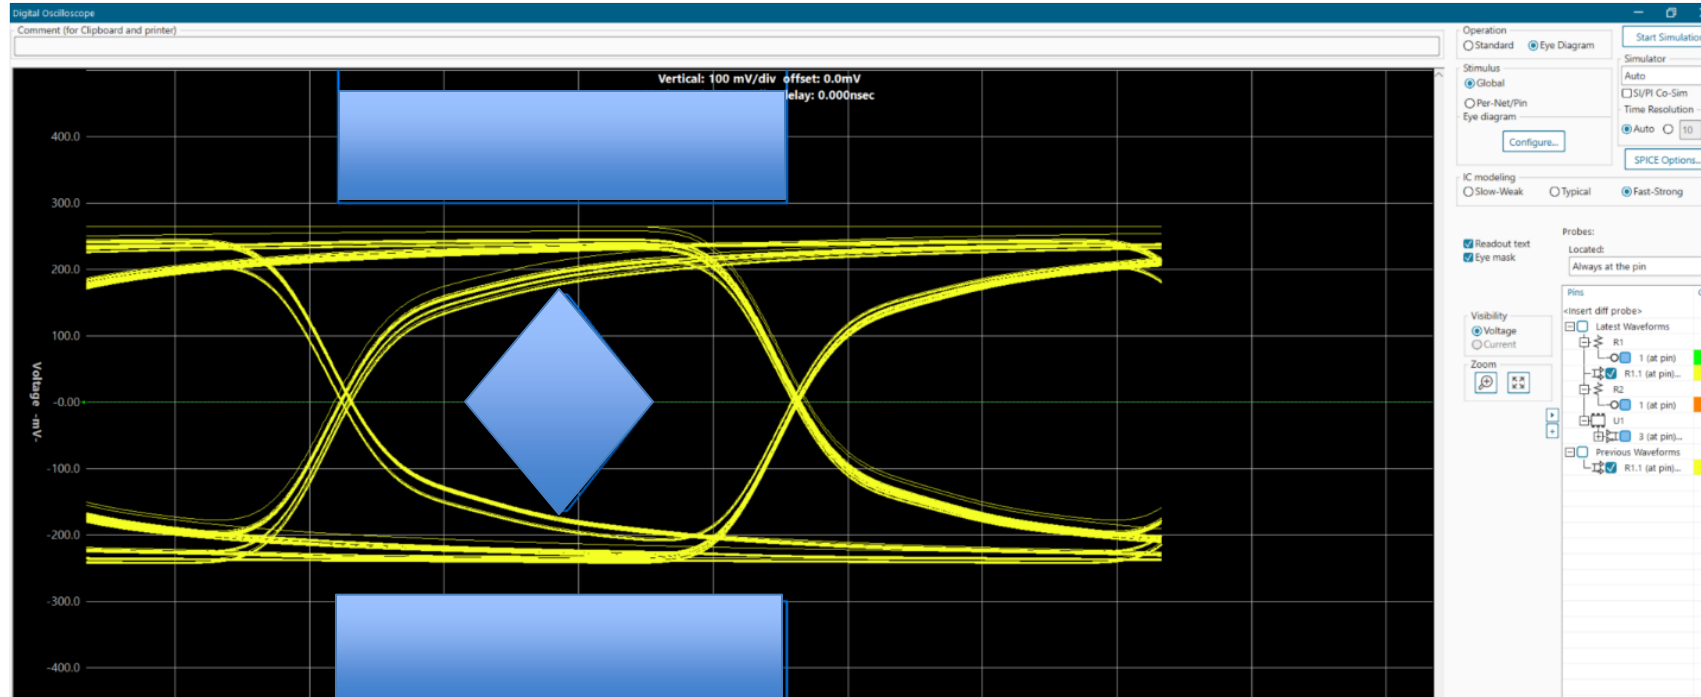 Digital Oscilloscope
Comment (for Clipboard and printer)
Vertical: 100 mV/div offset: 0.0mV
elay: 0.000nsec
400.0
300.0
200.0
100.0
-0.00
-100.0
-200.0
-300.0
-400.0
Voltage -mV-
Operation
Standard
Eye Diagram
Start Simulation
Stimulus
Global
Per-Net/Pin
Simulator
Auto
SI/PI Co-Sim
Time Resolution
Auto
10
Eye diagram
Configure...
SPICE Options...
IC modeling
Slow-Weak
Typical
Fast-Strong
Readout text
Eye mask
Probes:
Located:
Always at the pin
Visibility
Voltage
Current
Zoom
Pins
<Insert diff probe>
Latest Waveforms
R1
1 (at pin)
R1.1 (at pin)...
R2
1 (at pin)
U1
3 (at pin)...
Previous Waveforms
R1.1 (at pin)...